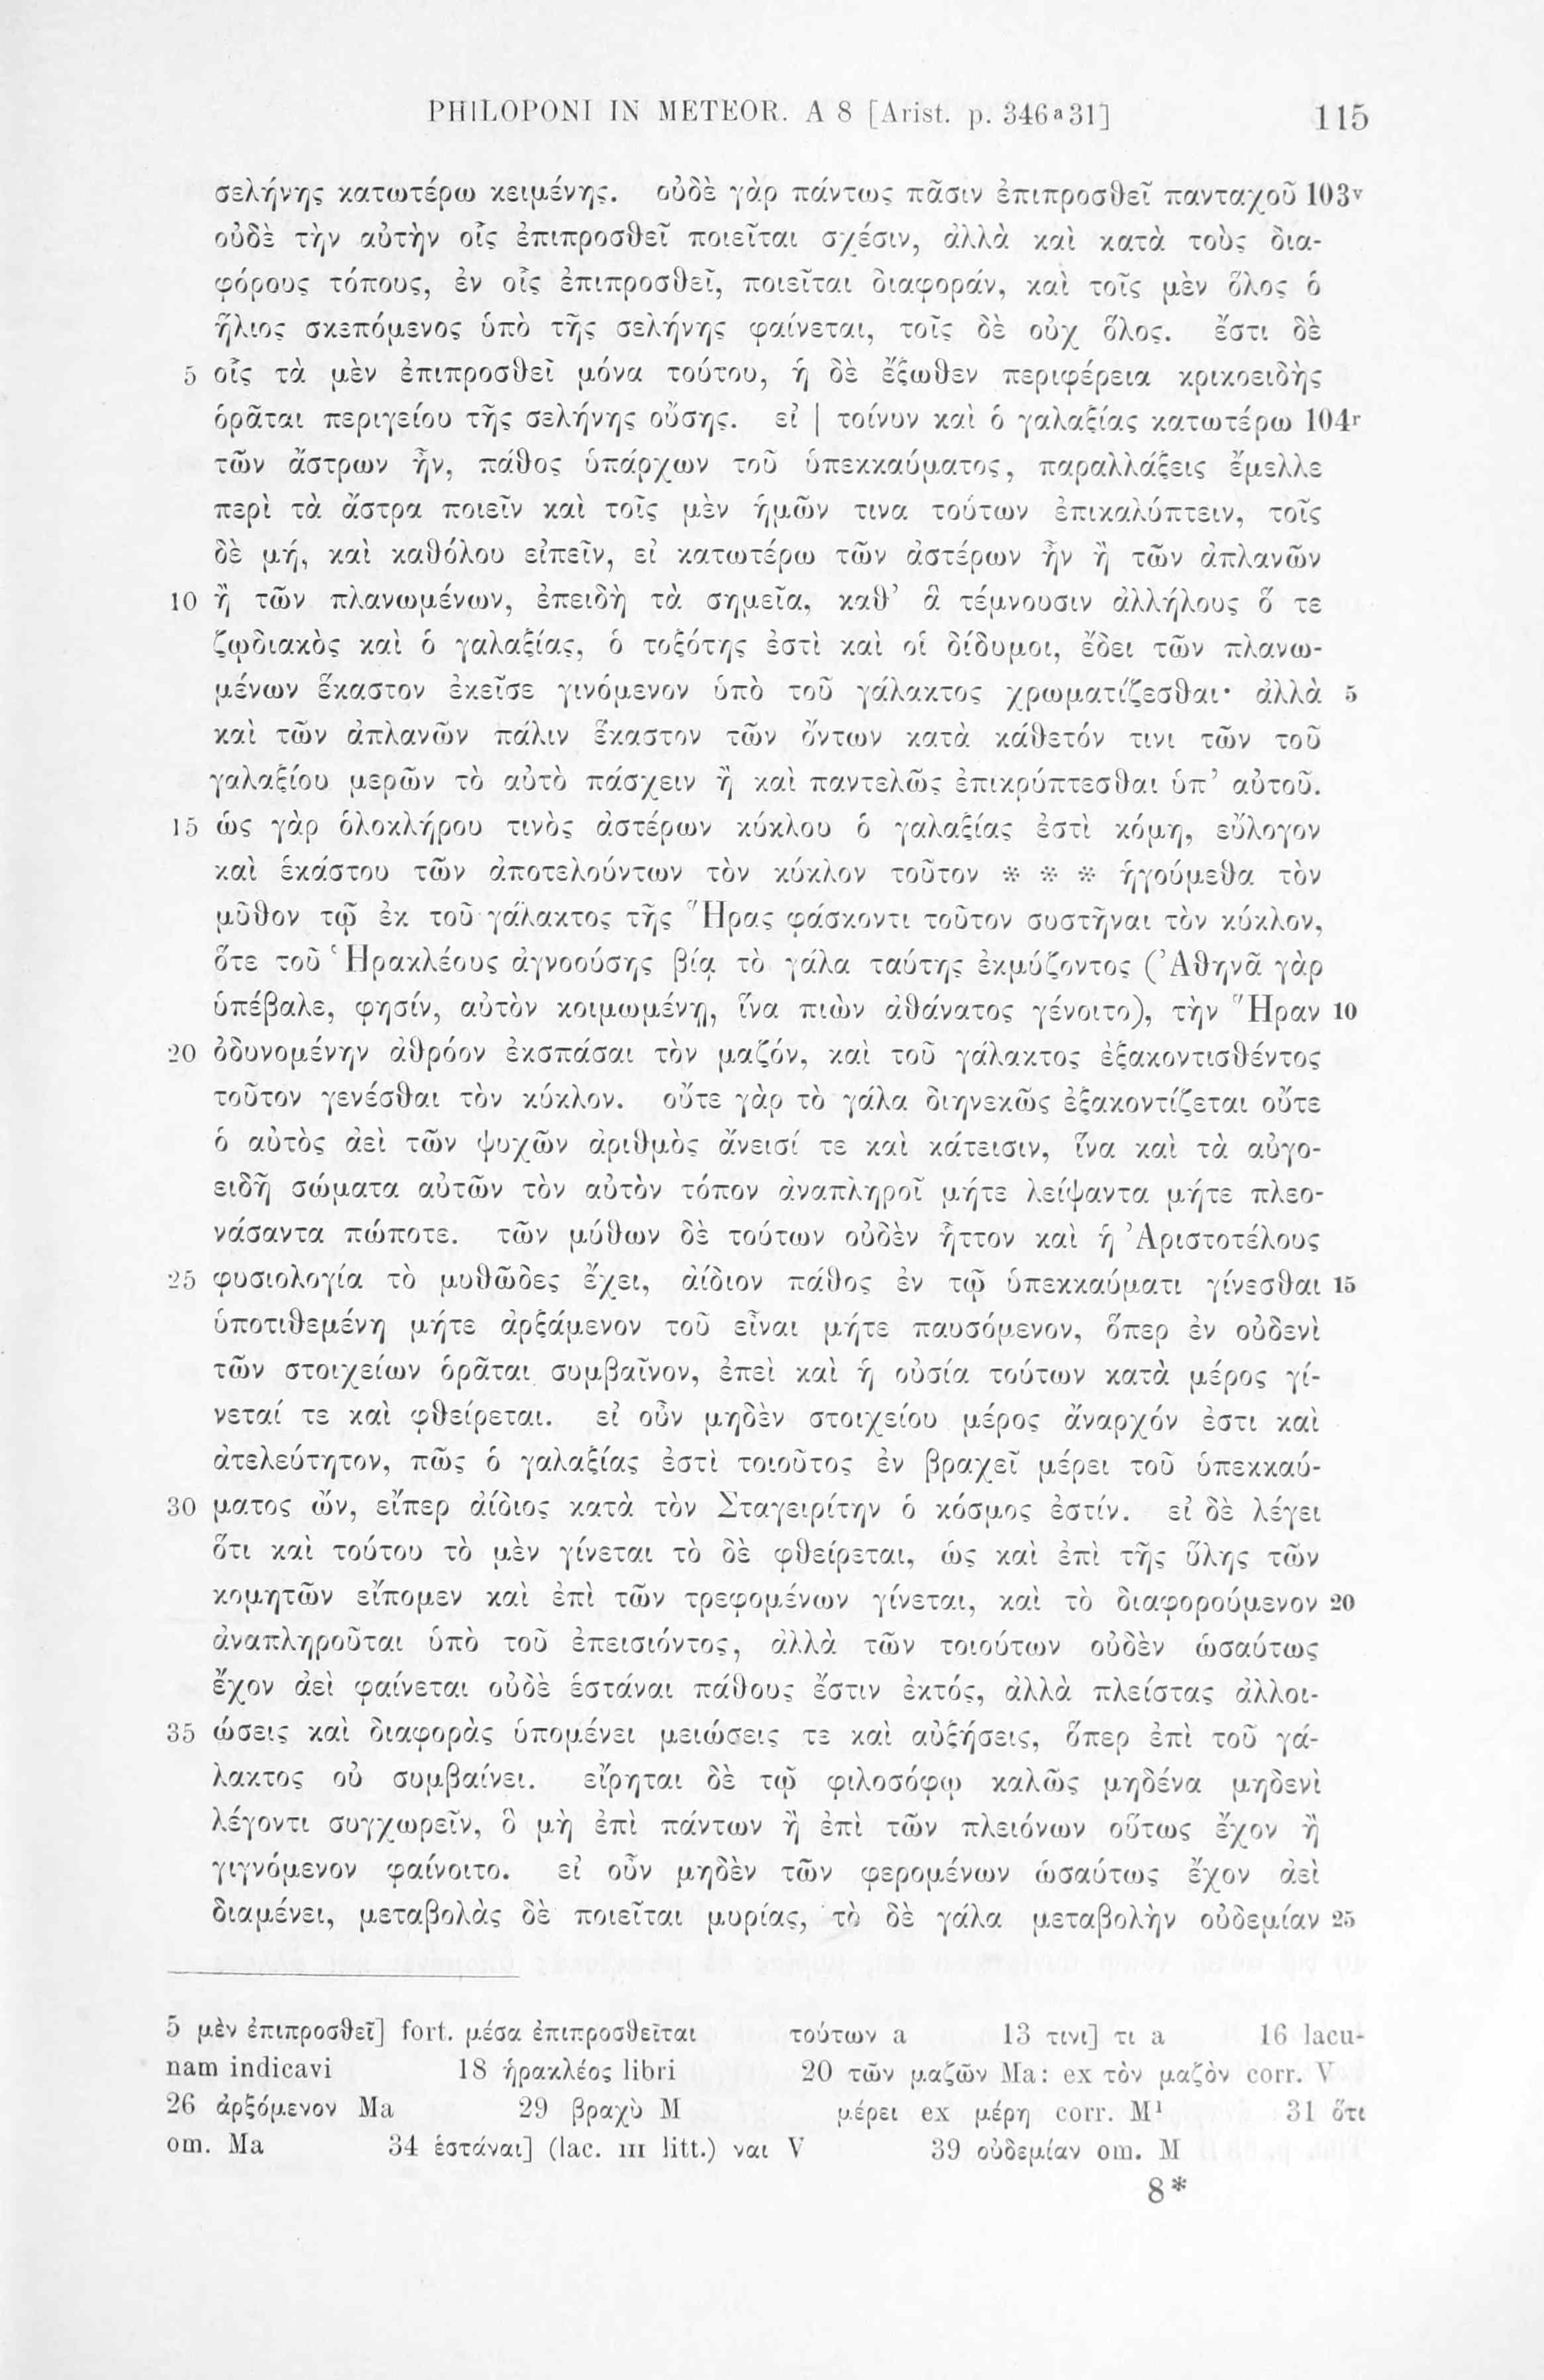 PHILOPONI IN METEOR. A 8 [Arist. p. 346ª31] 115
σελήνης κατωτέρω κειμένης. οὐδὲ γὰρ πάντως πᾶσιν ἐπιπροσθεῖ πανταχοῦ 103v
οὐδὲ τὴν αὐτὴν οἷς ἐπιπροσθεῖ ποιεῖται σχέσιν, ἀλλὰ καὶ κατὰ τοὺς δια-
φόρους τόπους, ἐν οἷς ἐπιπροσθεῖ, ποιεῖται διαφοράν, καὶ τοῖς μὲν ὅλος ὁ
ἥλιος σκεπόμενος ὑπὸ τῆς σελήνης φαίνεται, τοῖς δὲ οὐχ ὅλος. ἔστι δὲ
5 οἷς τὰ μὲν ἐπιπροσθεῖ μόνα τούτου, ἡ δὲ ἔξωθεν περιφέρεια κρικοειδὴς
ὁρᾶται περιγείου τῆς σελήνης οὔσης. εἰ | τοίνυν καὶ ὁ γαλαξίας κατωτέρω 104r
τῶν ἄστρων ἦν, πάθος ὑπάρχων τοῦ ὑπεκκαύματος, παραλλάξεις ἔμελλε
περὶ τὰ ἄστρα ποιεῖν καὶ τοῖς μὲν ἡμῶν τινα τούτων ἐπικαλύπτειν, τοῖς
δὲ μή, καὶ καθόλου εἰπεῖν, εἰ κατωτέρω τῶν ἀστέρων ἦν ἢ τῶν ἀπλανῶν
10 ἢ τῶν πλανωμένων, ἐπειδὴ τὰ σημεῖα, καθ’ ἃ τέμνουσιν ἀλλήλους ὅ τε
ζῳδιακὸς καὶ ὁ γαλαξίας, ὁ τοξότης ἐστὶ καὶ οἱ δίδυμοι, ἔδει τῶν πλανω-
μένων ἕκαστον ἐκεῖσε γινόμενον ὑπὸ τοῦ γάλακτος χρωματίζεσθαι· ἀλλὰ 5
καὶ τῶν ἀπλανῶν πάλιν ἕκαστον τῶν ὄντων κατὰ κάθετόν τινι τῶν τοῦ
γαλαξίου μερῶν τὸ αὐτὸ πάσχειν ἢ καὶ παντελῶς ἐπικρύπτεσθαι ὑπ’ αὐτοῦ.
15 ὡς γὰρ ὁλοκλήρου τινὸς ἀστέρων κύκλου ὁ γαλαξίας ἐστὶ κόμη, εὔλογον
καὶ ἑκάστου τῶν ἀποτελούντων τὸν κύκλον τοῦτον * * * ἡγούμεθα τὸν
μῦθον τῷ ἐκ τοῦ γάλακτος τῆς Ἥρας φάσκοντι τοῦτον συστῆναι τὸν κύκλον,
ὅτε τοῦ Ἡρακλέους ἀγνοούσης βίᾳ τὸ γάλα ταύτης ἐκμύζοντος (Ἀθηνᾶ γὰρ
ὑπέβαλε, φησίν, αὐτὸν κοιμωμένῃ, ἵνα πιὼν ἀθάνατος γένοιτο), τὴν Ἥραν 10
20 ὀδυνομένην ἀθρόον ἐκσπάσαι τὸν μαζόν, καὶ τοῦ γάλακτος ἐξακοντισθέντος
τοῦτον γενέσθαι τὸν κύκλον. οὔτε γὰρ τὸ γάλα διηνεκῶς ἐξακοντίζεται οὔτε
ὁ αὐτὸς ἀεὶ τῶν ψυχῶν ἀριθμὸς ἄνεισί τε καὶ κάτεισιν, ἵνα καὶ τὰ αὐγο-
ειδῆ σώματα αὐτῶν τὸν αὐτὸν τόπον ἀναπληροῖ μήτε λείψαντα μήτε πλεο-
νάσαντα πώποτε. τῶν μύθων δὲ τούτων οὐδὲν ἧττον καὶ ἡ Ἀριστοτέλους
25 φυσιολογία τὸ μυθῶδες ἔχει, ἀίδιον πάθος ἐν τῷ ὑπεκκαύματι γίνεσθαι 15
ὑποτιθεμένη μήτε ἀρξάμενον τοῦ εἶναι μήτε παυσόμενον, ὅπερ ἐν οὐδενὶ
τῶν στοιχείων ὁρᾶται συμβαῖνον, ἐπεὶ καὶ ἡ οὐσία τούτων κατὰ μέρος γί-
νεταί τε καὶ φθείρεται. εἰ οὖν μηδὲν στοιχείου μέρος ἄναρχόν ἐστι καὶ
ἀτελεύτητον, πῶς ὁ γαλαξίας ἐστὶ τοιοῦτος ἐν βραχεῖ μέρει τοῦ ὑπεκκαύ-
30 ματος ὤν, εἴπερ ἀίδιος κατὰ τὸν Σταγειρίτην ὁ κόσμος ἐστίν. εἰ δὲ λέγει
ὅτι καὶ τούτου τὸ μὲν γίνεται τὸ δὲ φθείρεται, ὡς καὶ ἐπὶ τῆς ὕλης τῶν
κομητῶν εἴπομεν καὶ ἐπὶ τῶν τρεφομένων γίνεται, καὶ τὸ διαφορούμενον 20
ἀναπληροῦται ὑπὸ τοῦ ἐπεισιόντος, ἀλλὰ τῶν τοιούτων οὐδὲν ὡσαύτως
ἔχον ἀεὶ φαίνεται οὐδὲ ἑστάναι πάθους ἔστιν ἐκτός, ἀλλὰ πλείστας ἀλλοι-
35 ώσεις καὶ διαφορὰς ὑπομένει μειώσεις τε καὶ αὐξήσεις, ὅπερ ἐπὶ τοῦ γά-
λακτος οὐ συμβαίνει. εἴρηται δὲ τῷ φιλοσόφῳ καλῶς μηδένα μηδενὶ
λέγοντι συγχωρεῖν, ὃ μὴ ἐπὶ πάντων ἢ ἐπὶ τῶν πλειόνων οὕτως ἔχον ἢ
γιγνόμενον φαίνοιτο. εἰ οὖν μηδὲν τῶν φερομένων ὡσαύτως ἔχον ἀεὶ
διαμένει, μεταβολὰς δὲ ποιεῖται μυρίας, τὸ δὲ γάλα μεταβολὴν οὐδεμίαν 25
5 μὲν ἐπιπροσθεῖ] fort. μέσα ἐπιπροσθεῖται τούτων a 13 τινι] τι a 16 lacu-
nam indicavi 18 ἡρακλέος libri 20 τῶν μαζῶν Ma: ex τὸν μαζὸν corr. V
26 ἀρξόμενον Ma 29 βραχὺ M μέρει ex μέρη corr. M¹ 31 ὅτι
om. Ma 34 ἑστάναι] (lac. III litt.) ναι V 39 οὐδεμίαν om. M
8*